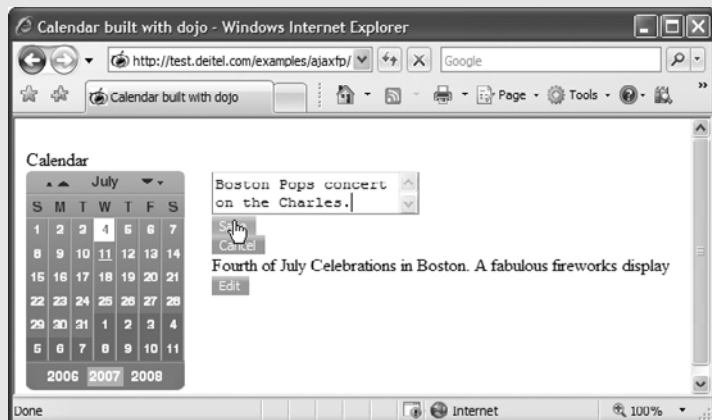 Calendar built with dojo - Windows Internet Explorer
http://test.deitel.com/examples/ajaxfp/
Google
Calendar built with dojo
Page
Tools
Calendar
July
S M T W T F S
1 2 3 4 5 6 7
8 9 10 11 12 13 14
15 16 17 18 19 20 21
22 23 24 25 26 27 28
29 30 31 1 2 3 4
5 6 7 8 9 10 11
2006 2007 2008
Boston Pops concert
on the Charles.
Cancel
Fourth of July Celebrations in Boston. A fabulous fireworks display
Edit
Done
Internet
100%